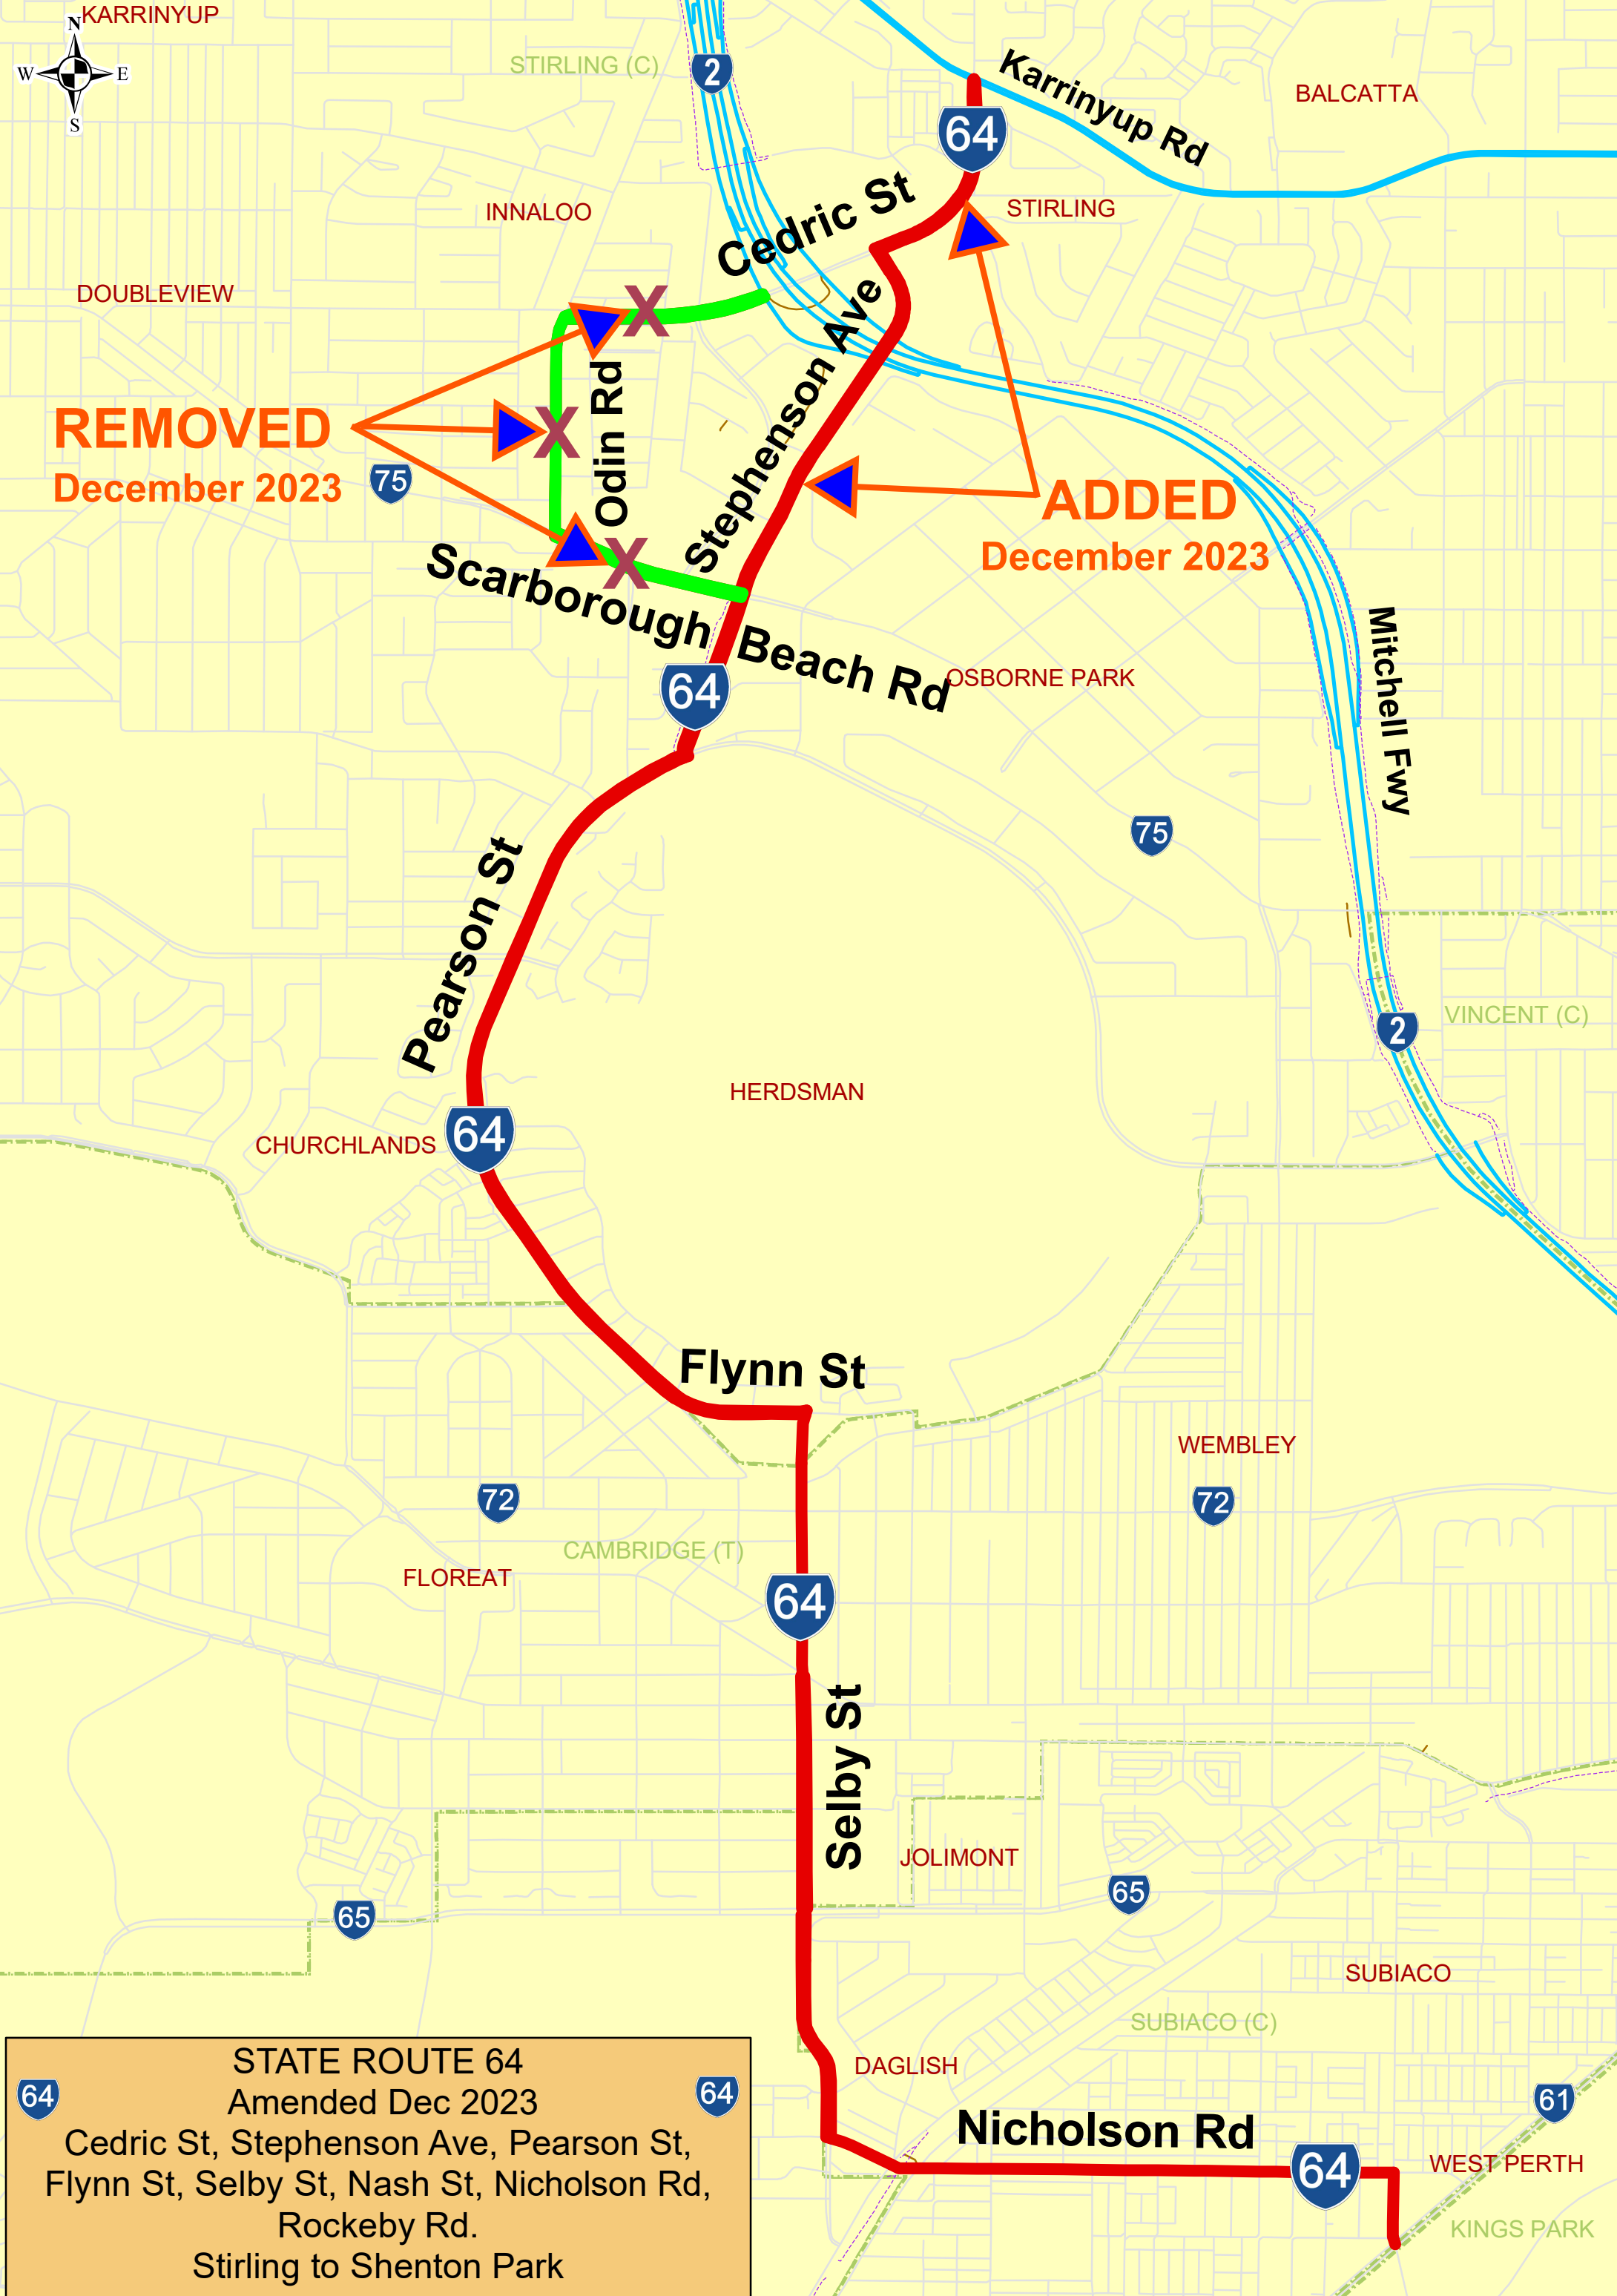 KARRINYUP
N
W
E
S
STIRLING (C)
2
Karrinyup Rd
BALCATTA
64
INNALOO
Cedric St
STIRLING
DOUBLEVIEW
X
Stephenson Ave
Odin Rd
REMOVED
December 2023
X
75
ADDED
December 2023
X
Scarborough Beach Rd
Mitchell Fwy
OSBORNE PARK
64
75
Pearson St
VINCENT (C)
2
HERDSMAN
CHURCHLANDS
64
Flynn St
WEMBLEY
72
72
CAMBRIDGE (T)
FLOREAT
64
Selby St
JOLIMONT
65
65
SUBIACO
SUBIACO (C)
DAGLISH
61
Nicholson Rd
64
WEST PERTH
KINGS PARK
64
64
STATE ROUTE 64
Amended Dec 2023
Cedric St, Stephenson Ave, Pearson St,
Flynn St, Selby St, Nash St, Nicholson Rd,
Rockeby Rd.
Stirling to Shenton Park